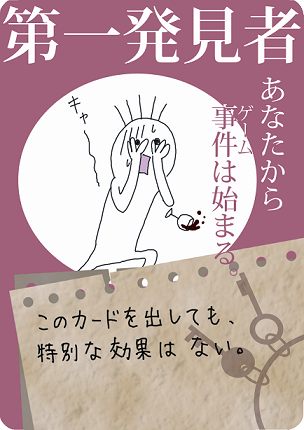 第一発見者
あなたから
ゲーム
事件は始まる。
キャー
このカードを出しても、
特別な効果は ない。